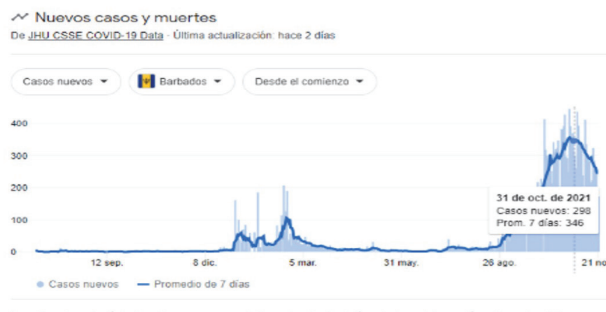 Nuevos casos y muertes
De JHU CSSE COVID-19 Data · Última actualización: hace 2 días
Casos nuevos
Barbados
Desde el comienzo
400
300
200
100
0
31 de oct. de 2021
Casos nuevos: 298
Prom. 7 días: 346
12 sep.
8 dic.
5 mar.
31 may.
26 ago.
21 no
Casos nuevos
Promedio de 7 días